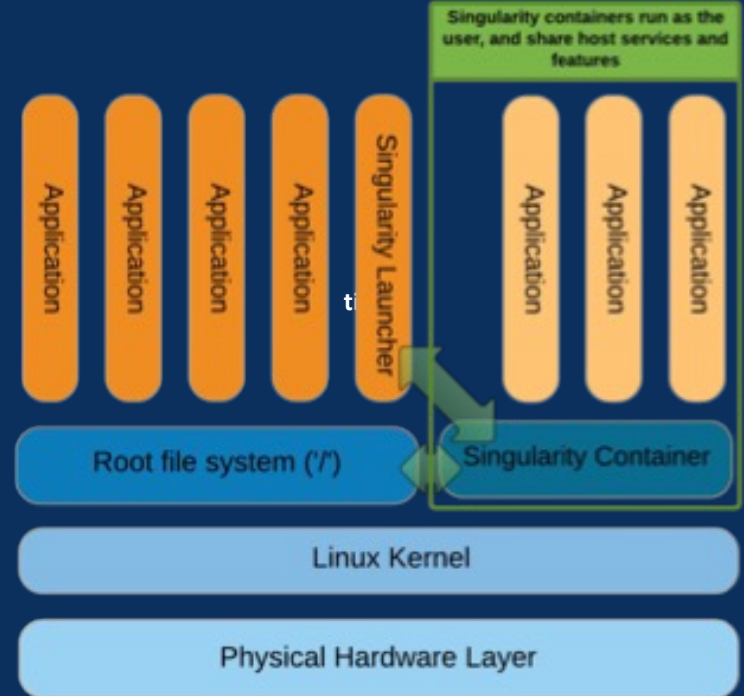 Singularity containers run as the
user, and share host services and
features
Application
Application
Application
Application
Singularity Launcher
Application
Application
Application
ti
Root file system ('/')
Singularity Container
Linux Kernel
Physical Hardware Layer